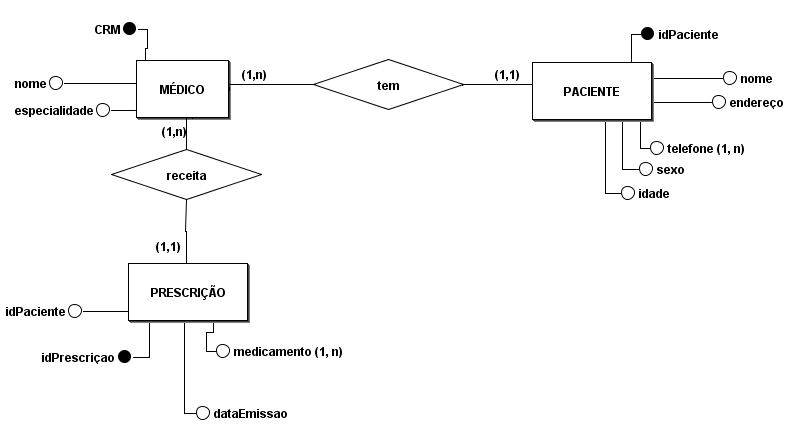 CRM
idPaciente
nome
MÉDICO
(1,n)
tem
(1,1)
PACIENTE
nome
especialidade
endereço
(1,n)
telefone (1, n)
receita
sexo
idade
(1,1)
PRESCRIÇÃO
idPaciente
idPrescriçao
medicamento (1, n)
dataEmissao